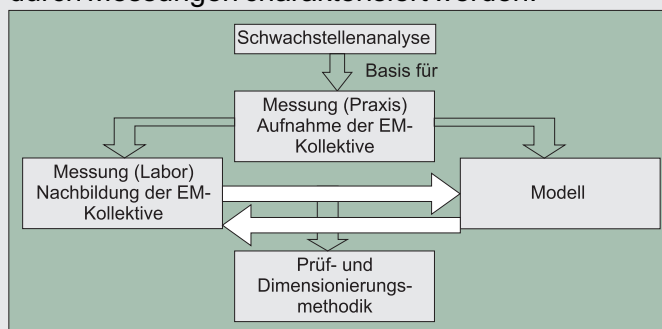 durch Messungen charakterisiert werden.
Schwachstellenanalyse
Basis für
Messung (Praxis)
Aufnahme der EM-
Kollektive
Messung (Labor)
Nachbildung der EM-
Kollektive
Modell
Prüf- und
Dimensionierungs-
methodik